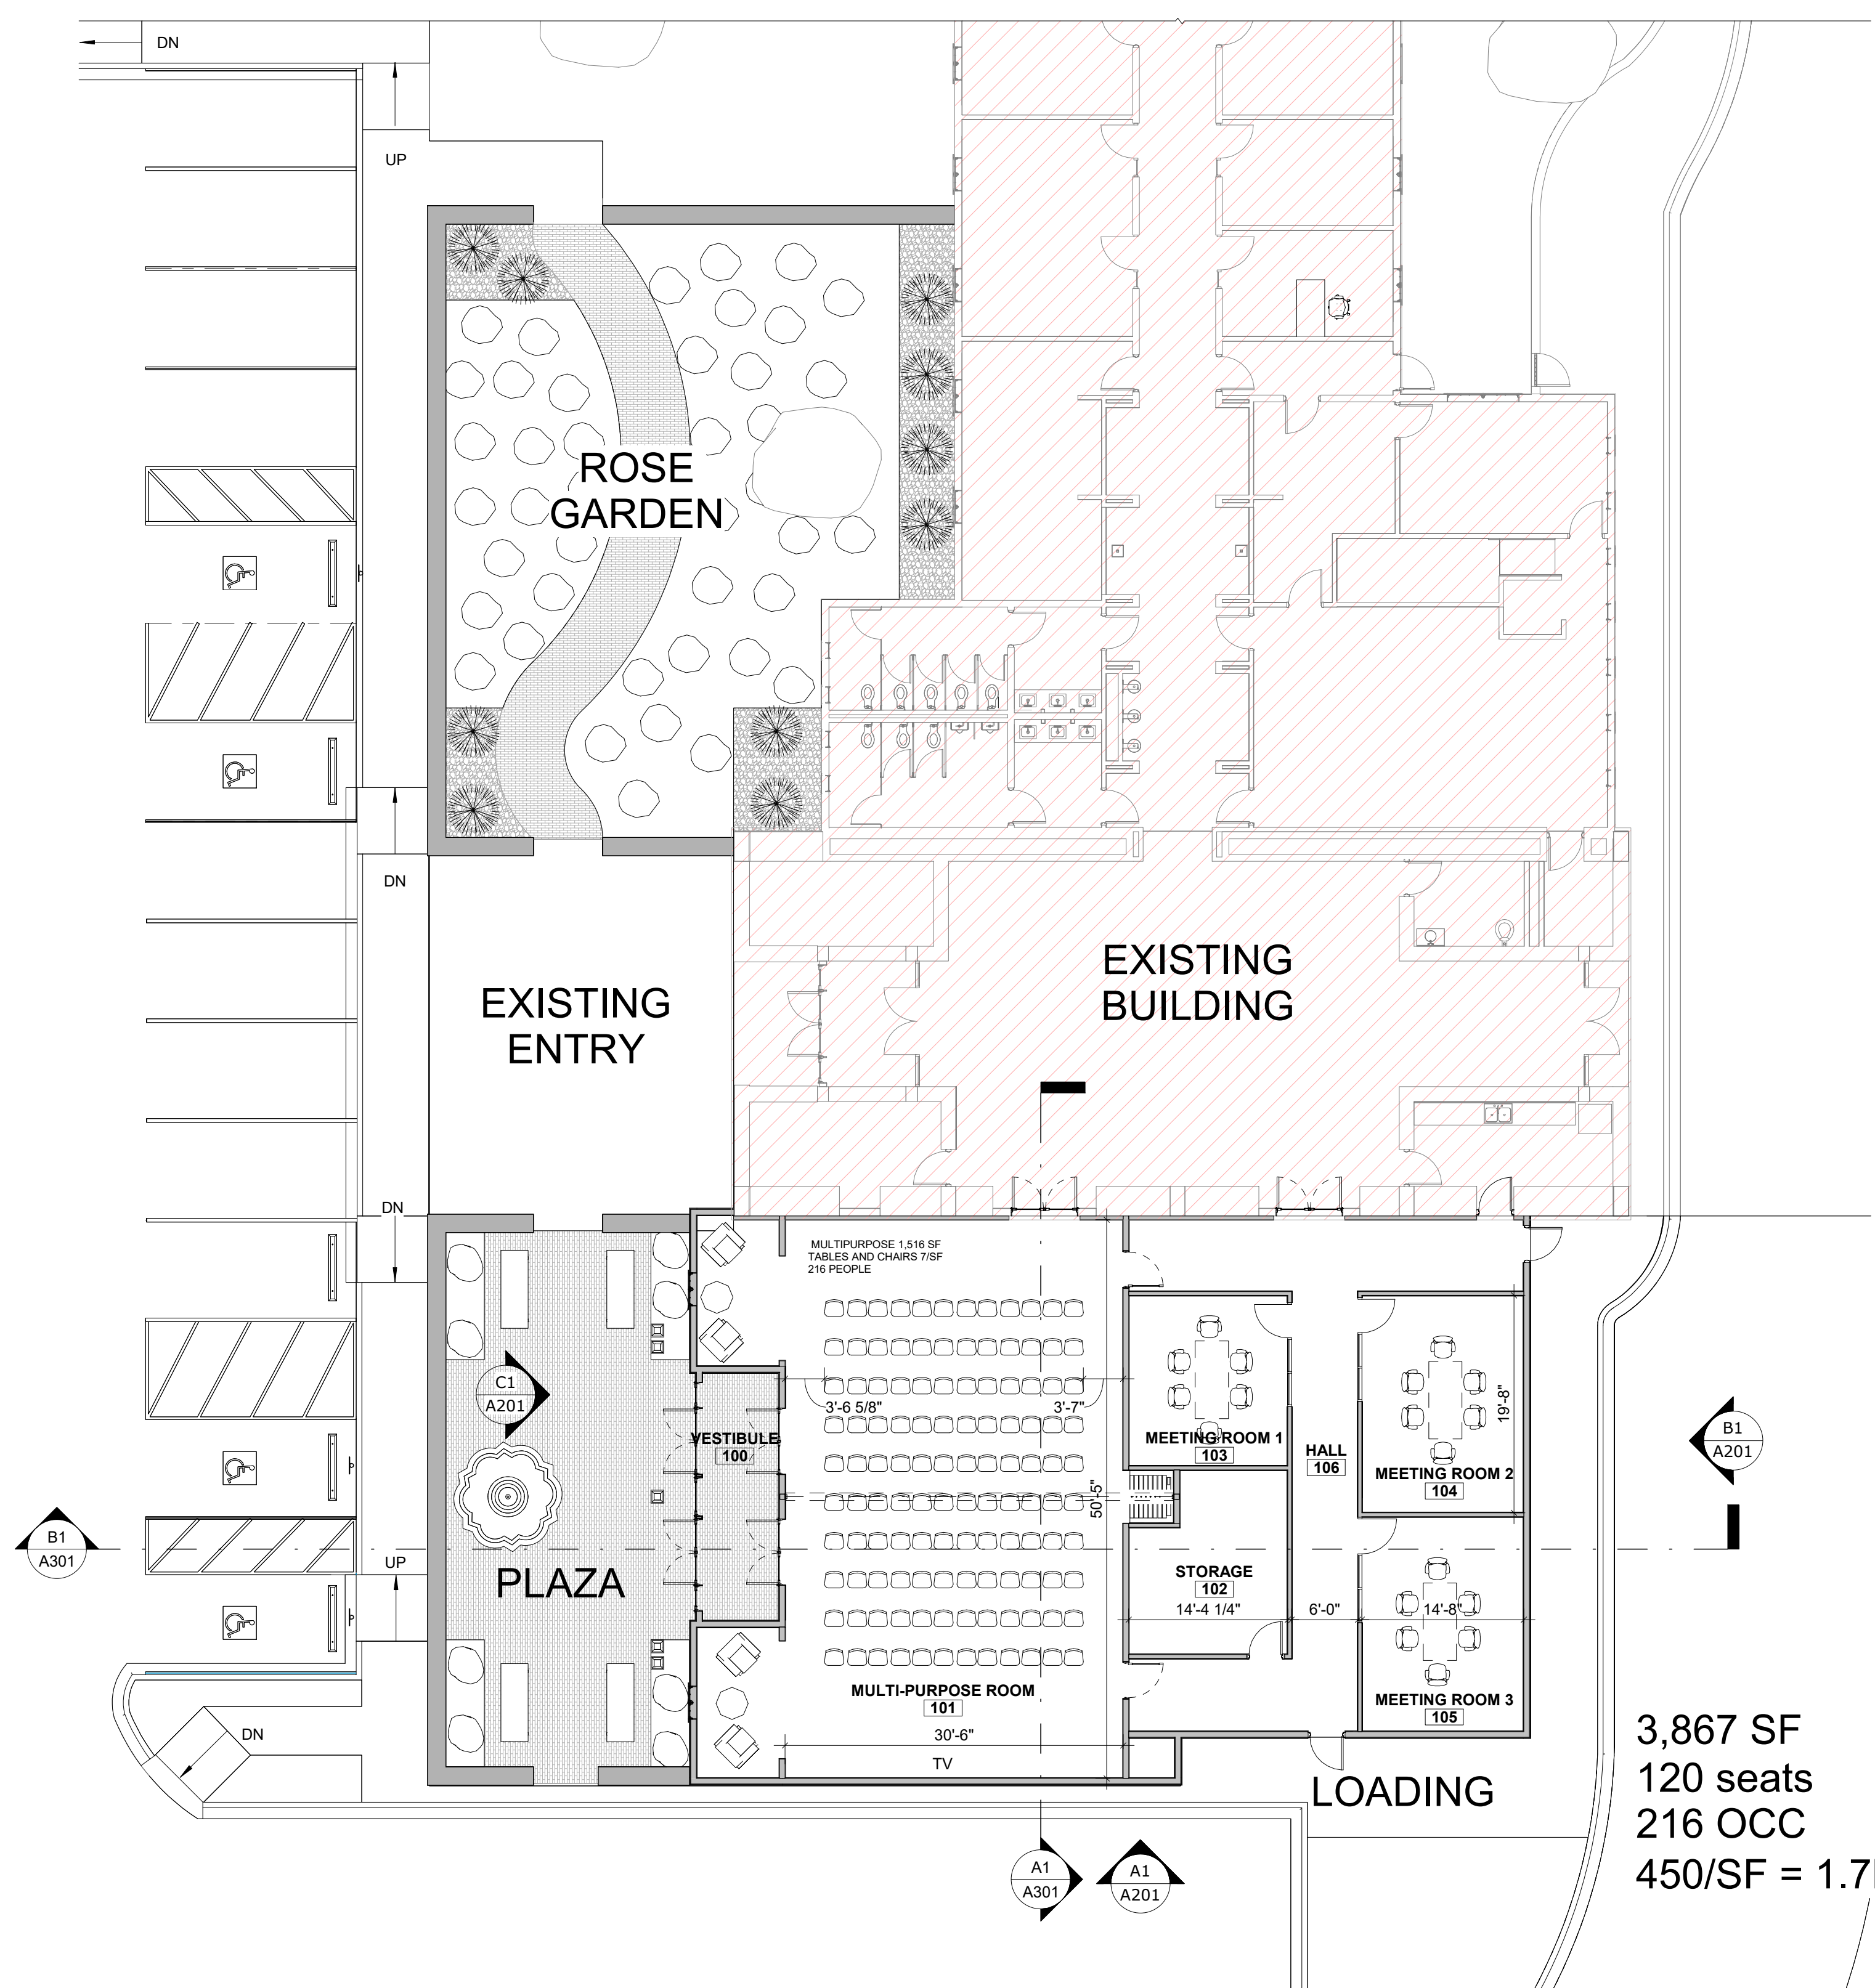 DN
UP
ROSE
GARDEN
DN
EXISTING
ENTRY
EXISTING
BUILDING
DN
MULTIPURPOSE 1,516 SF
TABLES AND CHAIRS 7/SF
216 PEOPLE
C1
A201
3'-6 5/8"
3'-7"
19'-8"
VESTIBULE
100
MEETING ROOM 1
103
HALL
106
MEETING ROOM 2
104
B1
A201
50'-5"
B1
A301
UP
PLAZA
STORAGE
102
14'-4 1/4"
6'-0"
14'-8"
MULTI-PURPOSE ROOM
101
MEETING ROOM 3
105
30'-6"
DN
TV
LOADING
3,867 SF
120 seats
216 OCC
450/SF = 1.7
A1
A301
A1
A201